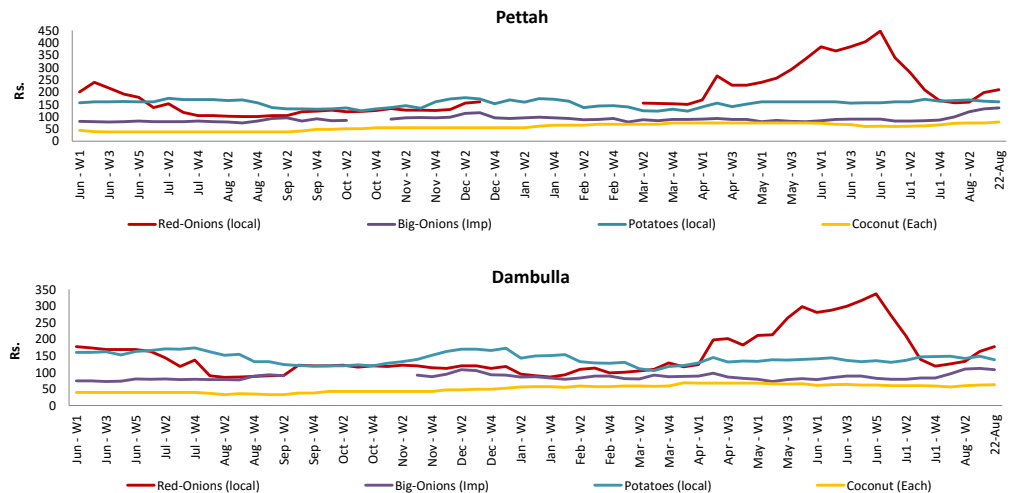 Pettah
450
400
350
300
250
200
150
100
50
0
Rs.
Jun - W1
Jun - W3
Jun - W5
Jul - W2
Jul - W4
Aug - W2
Aug - W4
Sep - W2
Sep - W4
Oct - W2
Oct - W4
Nov - W2
Nov - W4
Dec - W2
Dec - W4
Jan - W2
Jan - W4
Feb - W2
Feb - W4
Mar - W2
Mar - W4
Apr - W1
Apr - W3
May - W1
May - W3
Jun - W1
Jun - W3
Jun - W5
Ju1 - W2
Ju1 - W4
Aug - W2
22-Aug
Red-Onions (local) Big-Onions (Imp) Potatoes (local) Coconut (Each)
Dambulla
350
300
250
200
150
100
50
0
Rs.
Jun - W1
Jun - W3
Jun - W5
Jul - W2
Jul - W4
Aug - W2
Aug - W4
Sep - W2
Sep - W4
Oct - W2
Oct - W4
Nov - W2
Nov - W4
Dec - W2
Dec - W4
Jan - W2
Jan - W4
Feb - W2
Feb - W4
Mar - W2
Mar - W4
Apr - W1
Apr - W3
May - W1
May - W3
Jun - W1
Jun - W3
Jun - W5
Ju1 - W2
Ju1 - W4
Aug - W2
22-Aug
Red-Onions (local) Big-Onions (Imp) Potatoes (local) Coconut (Each)